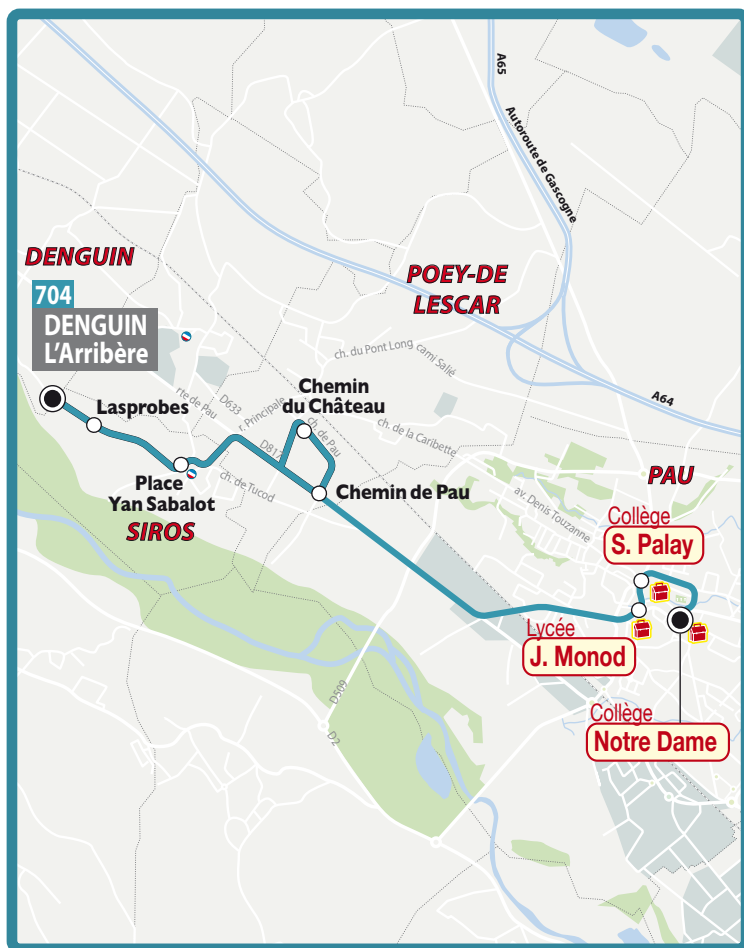 A65
Autoroute de Gascogne
DENGUIN
POEY-DE
LESCAR
704
DENGUIN
L'Arribère
ch. du Pont Long
cami Salié
A64
rte de Pau
D633
r. Principale
Chemin
du Château
Lasprobes
ch. de Pau
ch. de la Caribette
D817
Place
Yan Sabalot
ch. de Tucod
Chemin de Pau
PAU
SIROS
av. Denis Touzanne
Collège
S. Palay
Lycée
J. Monod
D509
D2
Collège
Notre Dame